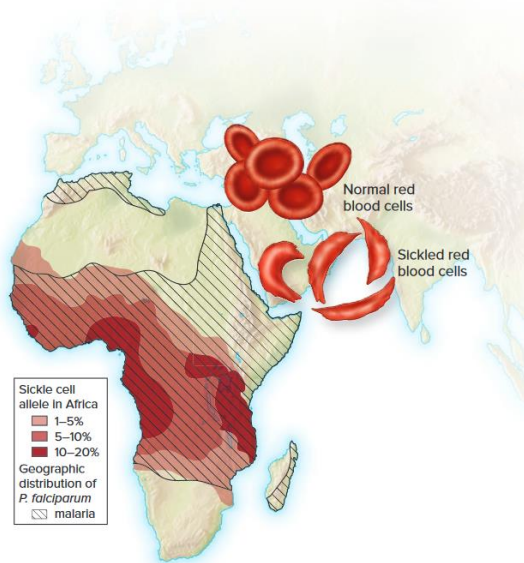 Normal red
blood cells
Sickled red
blood cells
Sickle cell
allele in Africa
1–5%
5–10%
10–20%
Geographic
distribution of
P. falciparum
malaria